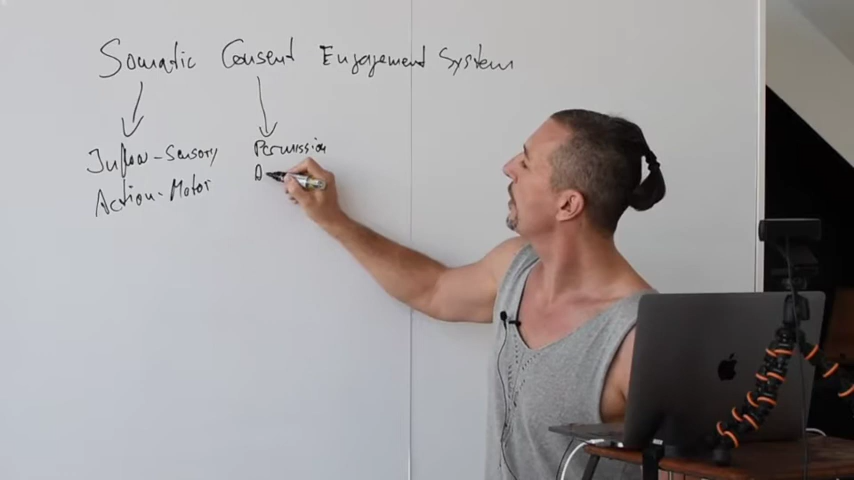 Somatic Consent Engagement System
Inflow-Sensory Permission
Action-Motor A